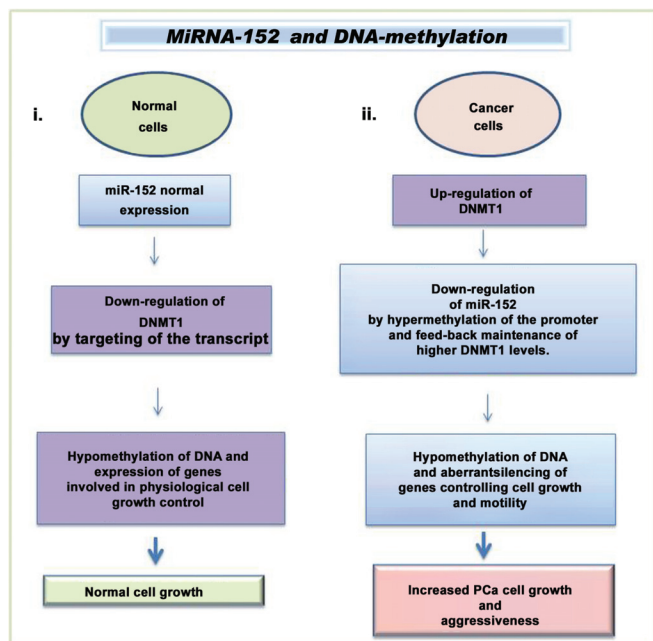 MiRNA-152 and DNA-methylation
i.
Normal
cells
miR-152 normal
expression
Down-regulation of
DNMT1
by targeting of the transcript
Hypomethylation of DNA and
expression of genes
involved in physiological cell
growth control
Normal cell growth
ii.
Cancer
cells
Up-regulation of
DNMT1
Down-regulation
of miR-152
by hypermethylation of the promoter
and feed-back maintenance of
higher DNMT1 levels.
Hypomethylation of DNA
and aberrantsilencing of
genes controlling cell growth
and motility
Increased PCa cell growth
and
aggressiveness